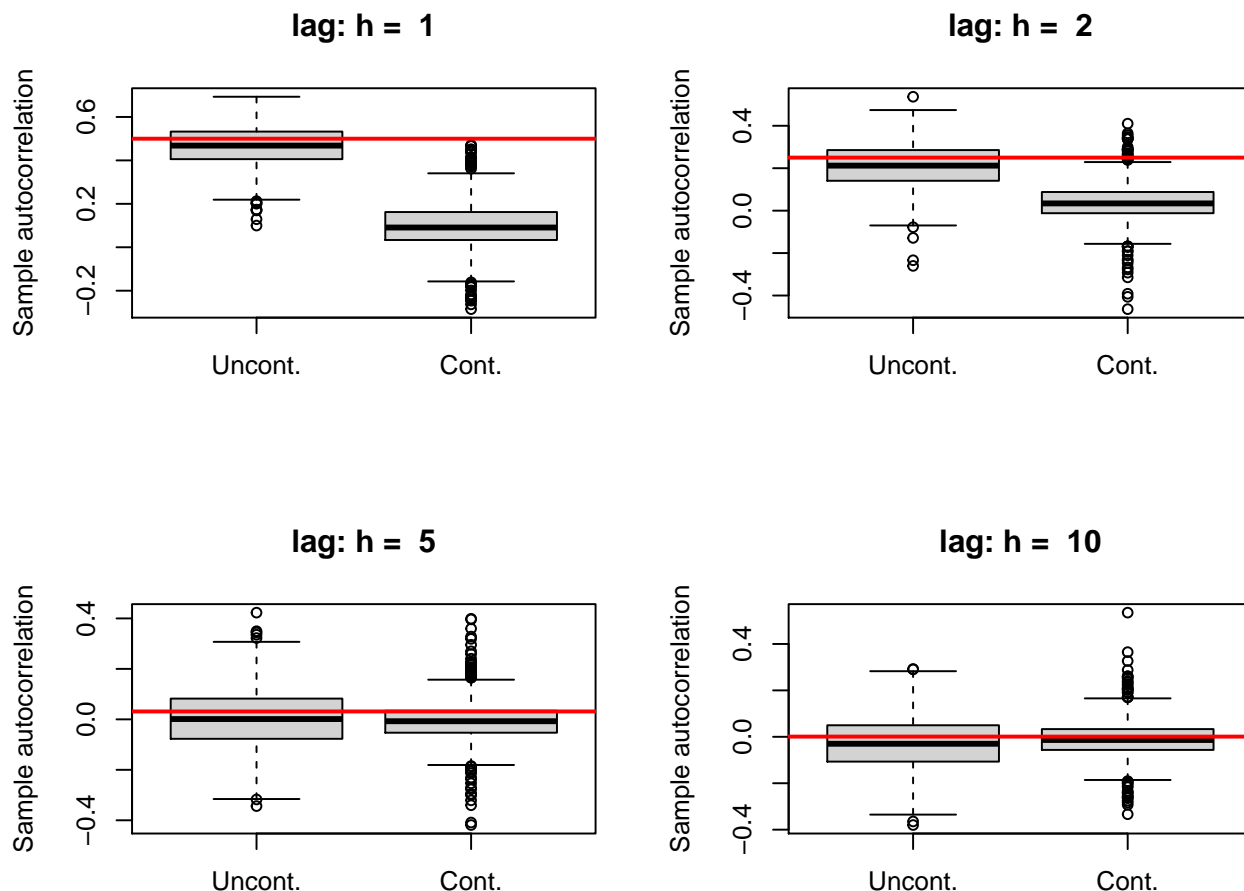 lag: h = 1
Sample autocorrelation
0.6
0.2
−0.2
Uncont. Cont.
lag: h = 2
Sample autocorrelation
0.4
0.0
−0.4
Uncont. Cont.
lag: h = 5
Sample autocorrelation
0.4
0.0
−0.4
Uncont. Cont.
lag: h = 10
Sample autocorrelation
0.4
0.0
−0.4
Uncont. Cont.